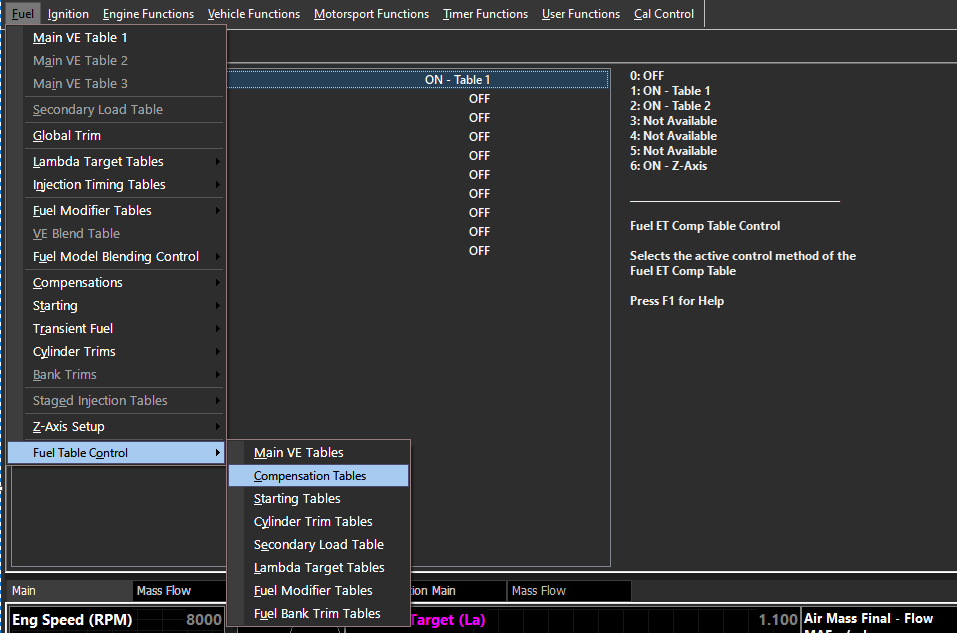 Fuel Ignition Engine Functions Vehicle Functions Motorsport Functions Timer Functions User Functions Cal Control
Main VE Table 1
Main VE Table 2
Main VE Table 3
Secondary Load Table
Global Trim
Lambda Target Tables
Injection Timing Tables
Fuel Modifier Tables
VE Blend Table
Fuel Model Blending Control
Compensations
Starting
Transient Fuel
Cylinder Trims
Bank Trims
Staged Injection Tables
Z-Axis Setup
Fuel Table Control
Main VE Tables
Compensation Tables
Starting Tables
Cylinder Trim Tables
Secondary Load Table
Lambda Target Tables
Fuel Modifier Tables
Fuel Bank Trim Tables
ON - Table 1
OFF
OFF
OFF
OFF
OFF
OFF
OFF
OFF
OFF
0: OFF
1: ON - Table 1
2: ON - Table 2
3: Not Available
4: Not Available
5: Not Available
6: ON - Z-Axis
Fuel ET Comp Table Control
Selects the active control method of the
Fuel ET Comp Table
Press F1 for Help
Main Mass Flow ion Main Mass Flow
Eng Speed (RPM) 8000 Target (La) 1.100 Air Mass Final - Flow